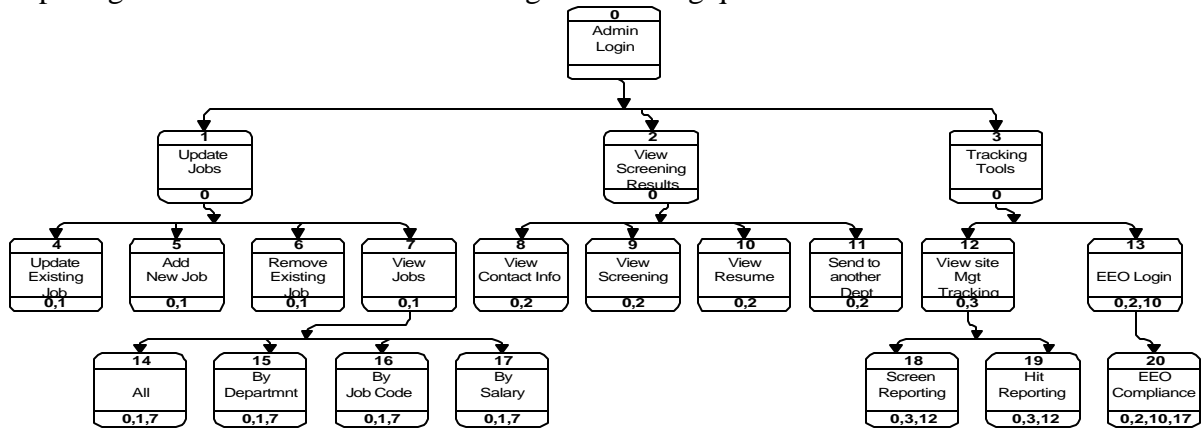 0
Admin
Login
1
Update
Jobs
0
2
View
Screening
Results
0
3
Tracking
Tools
0
4
Update
Existing
Job
0,1
5
Add
New Job
0,1
6
Remove
Existing
Job
0,1
7
View
Jobs
0,1
8
View
Contact Info
0,2
9
View
Screening
0,2
10
View
Resume
0,2
11
Send to
another
Dept
0,2
12
View site
Mgt
Tracking
0,3
13
EEO Login
0,2,10
14
All
0,1,7
15
By
Departmnt
0,1,7
16
By
Job Code
0,1,7
17
By
Salary
0,1,7
18
Screen
Reporting
0,3,12
19
Hit
Reporting
0,3,12
20
EEO
Compliance
0,2,10,17